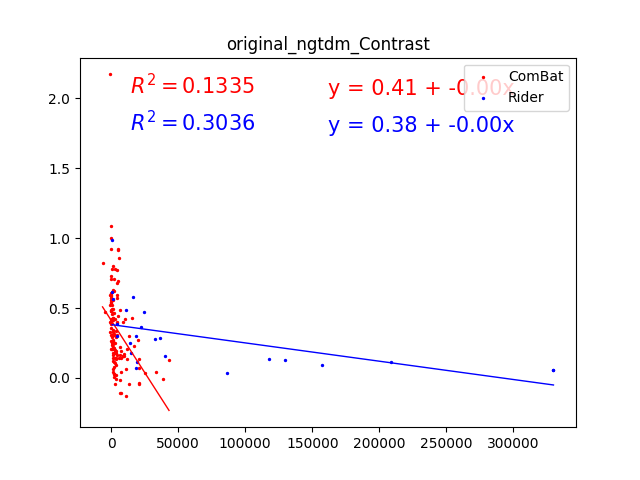 original_ngtdm_Contrast
R² = 0.1335
y = 0.41 + -0.00x
R² = 0.3036
y = 0.38 + -0.00x
ComBat
Rider
2.0
1.5
1.0
0.5
0.0
0 50000 100000 150000 200000 250000 300000